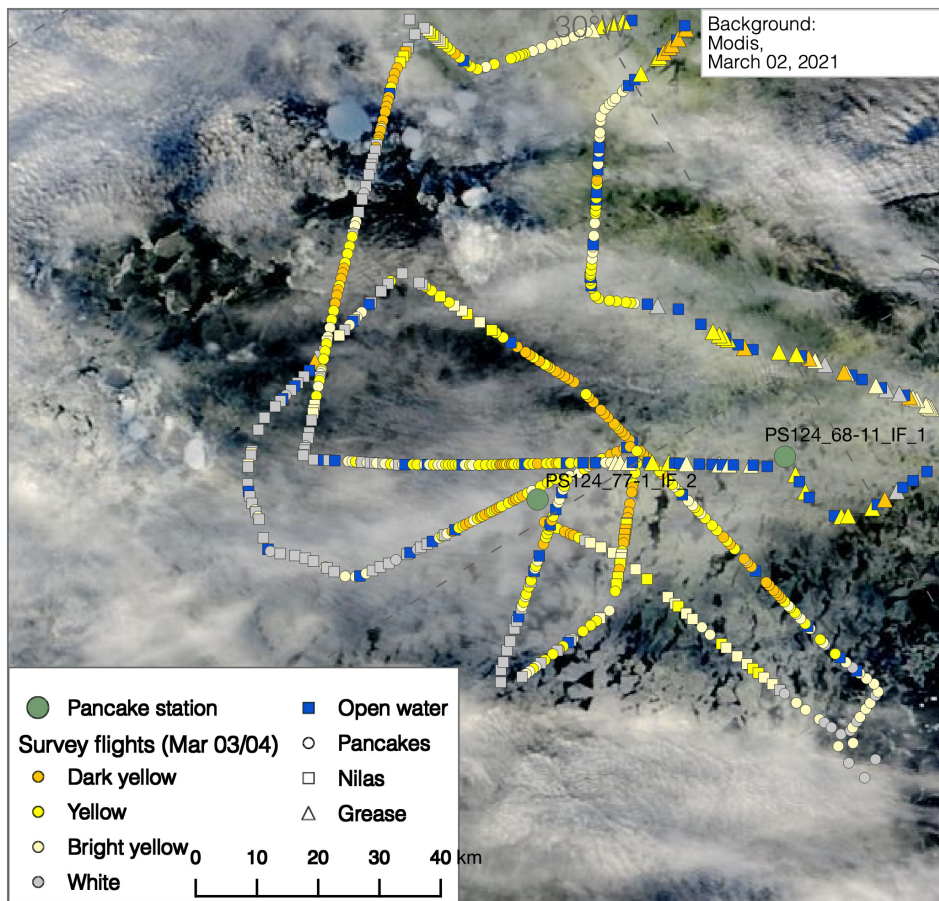 30°W
Background:
Modis,
March 02, 2021
PS124_68-11_IF_1
PS124_77-1_IF_2
Pancake station
Survey flights (Mar 03/04)
Dark yellow
Yellow
Bright yellow
White
Open water
Pancakes
Nilas
Grease
0 10 20 30 40 km